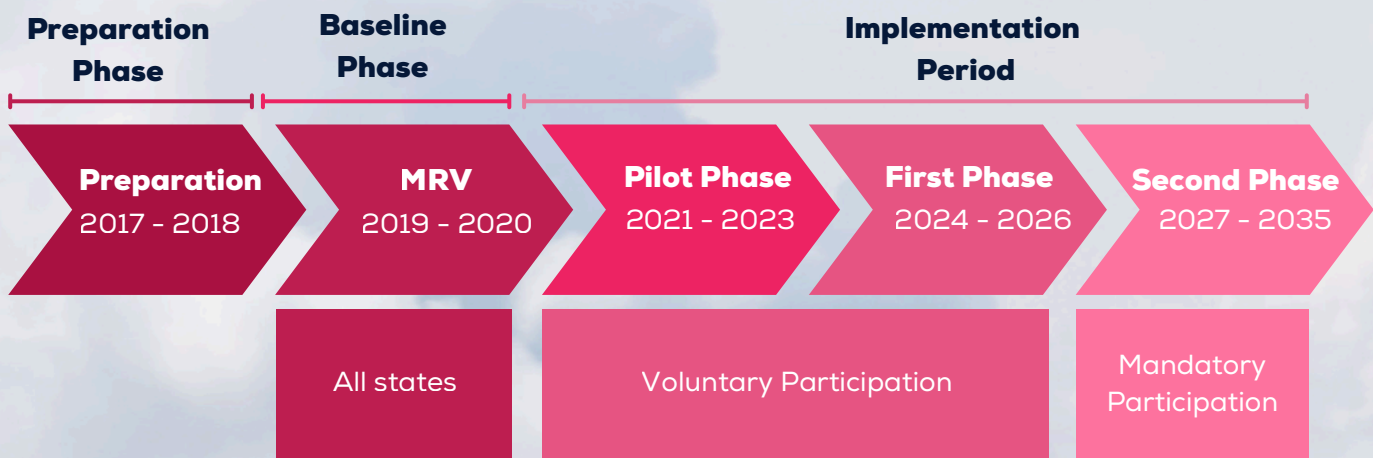 Preparation
Phase
Baseline
Phase
Implementation
Period
Preparation
2017 - 2018
MRV
2019 - 2020
Pilot Phase
2021 - 2023
First Phase
2024 - 2026
Second Phase
2027 - 2035
All states
Voluntary Participation
Mandatory
Participation